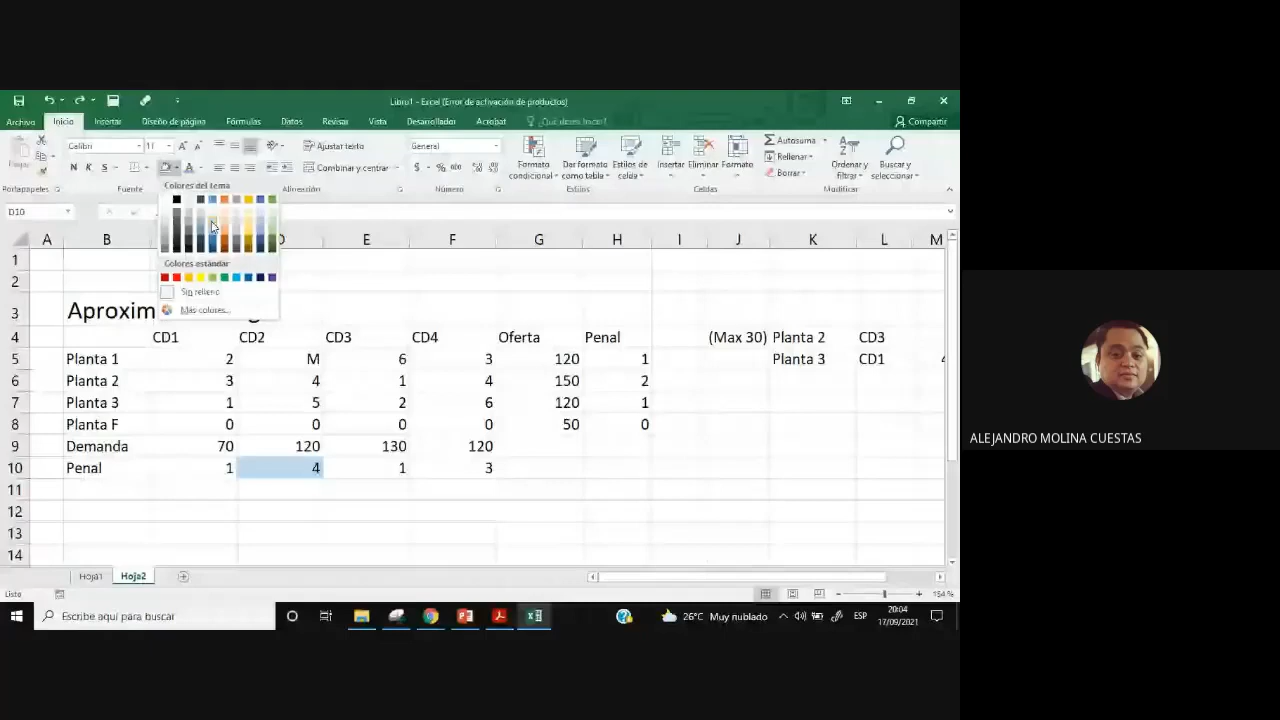 Libro1 - Excel (Error de activación de productos)
Archivo Inicio Insertar Diseño de página Fórmulas Datos Revisar Vista Desarrollador Acrobat ¿Qué desea hacer? Compartir
Calibri 11 Ajustar texto General Autosuma
Pegar N K S Combinar y centrar $ % 000 Formato condicional Dar formato como tabla Estilos de celda Insertar Eliminar Formato Rellenar Borrar Ordenar y filtrar Buscar y seleccionar
Portapapeles Fuente Alineación Número Estilos Celdas Modificar
Colores del tema
D10
A B D E F G H I J K L M
Colores estándar
Sin relleno
Más colores...
1
2
3 Aproxim
4 CD1 CD2 CD3 CD4 Oferta Penal (Max 30) Planta 2 CD3
5 Planta 1 2 M 6 3 120 1 Planta 3 CD1
6 Planta 2 3 4 1 4 150 2
7 Planta 3 1 5 2 6 120 1
8 Planta F 0 0 0 0 50 0
9 Demanda 70 120 130 120
10 Penal 1 4 1 3
11
12
13
14
Hoja1 Hoja2
Listo 154 %
Escribe aquí para buscar 26°C Muy nublado ESP 20:04
17/09/2021
ALEJANDRO MOLINA CUESTAS